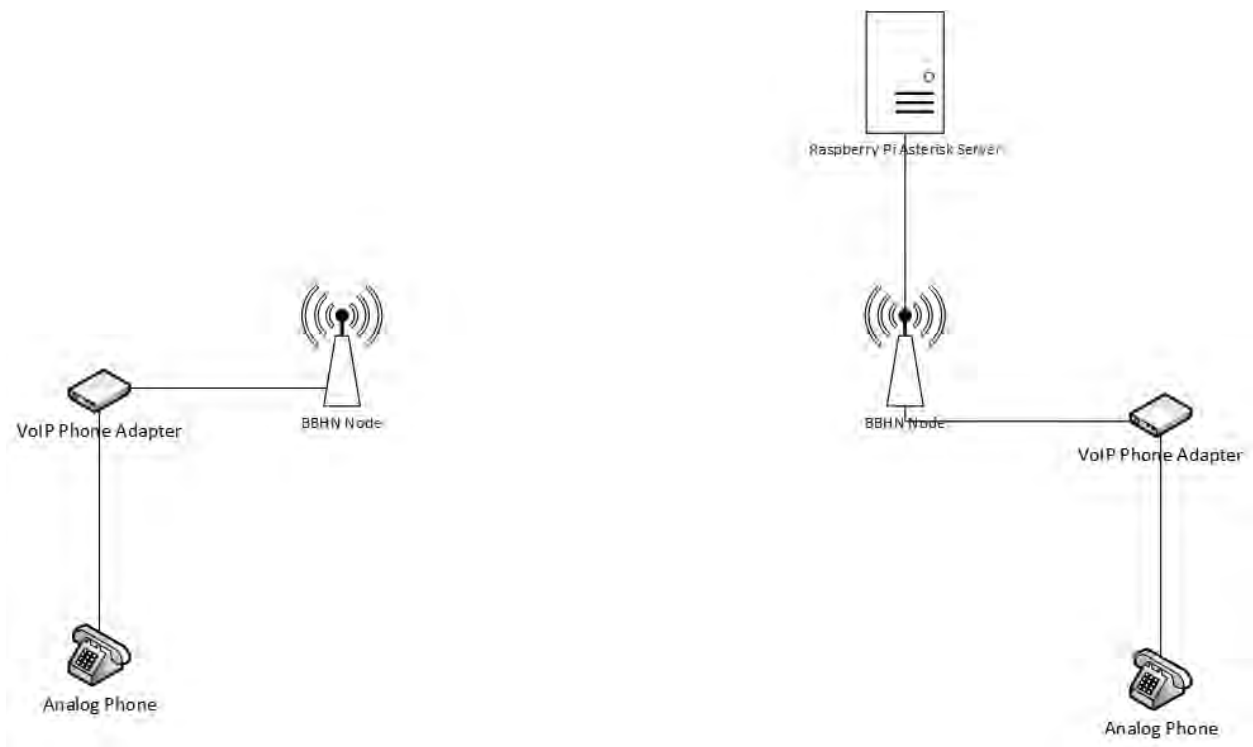 Raspberry Pi Asterisk Server
BBHN Node
BBHN Node
VoIP Phone Adapter
VoIP Phone Adapter
Analog Phone
Analog Phone